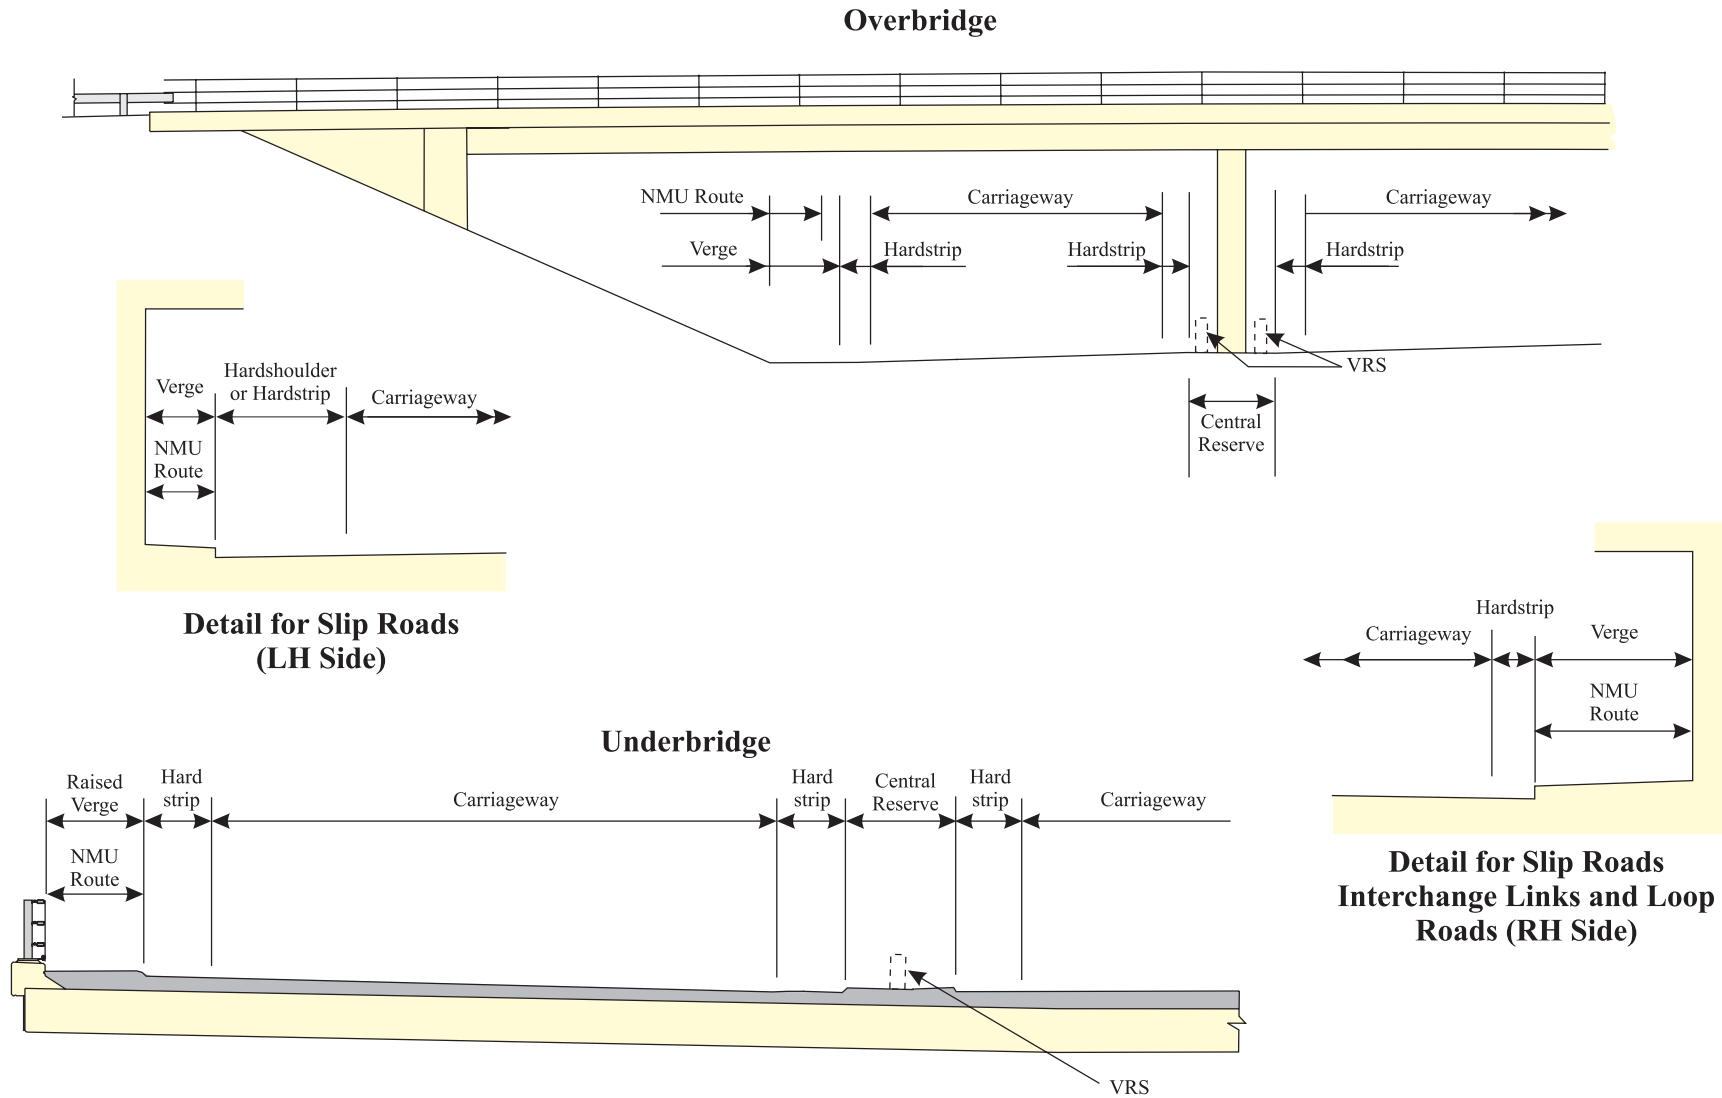 Overbridge
NMU Route
Carriageway
Carriageway
Verge
Hardstrip
Hardstrip
Hardstrip
VRS
Central
Reserve
Hardshoulder
or Hardstrip
Verge
Carriageway
NMU
Route
Detail for Slip Roads
(LH Side)
Hardstrip
Carriageway
Verge
NMU
Route
Detail for Slip Roads
Interchange Links and Loop
Roads (RH Side)
Underbridge
Raised
Verge
Hard
strip
Carriageway
Hard
strip
Central
Reserve
Hard
strip
Carriageway
NMU
Route
VRS